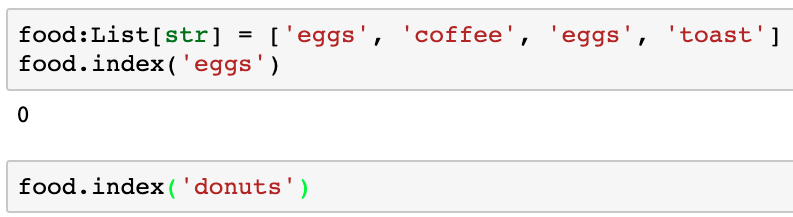 food:List[str] = ['eggs', 'coffee', 'eggs', 'toast']
food.index('eggs')
0
food.index('donuts')